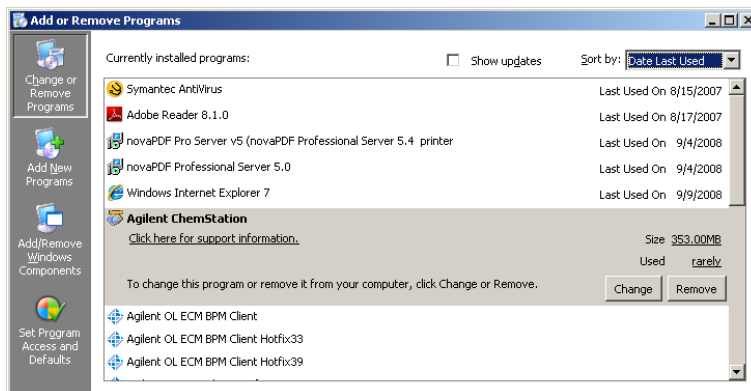 Add or Remove Programs
Change or
Remove
Programs
Add New
Programs
Add/Remove
Windows
Components
Set Program
Access and
Defaults
Currently installed programs:
Show updates
Sort by: Date Last Used
Symantec AntiVirus Last Used On 8/15/2007
Adobe Reader 8.1.0 Last Used On 8/17/2007
novaPDF Pro Server v5 (novaPDF Professional Server 5.4 printer Last Used On 9/4/2008
novaPDF Professional Server 5.0 Last Used On 9/4/2008
Windows Internet Explorer 7 Last Used On 9/9/2008
Agilent ChemStation
Click here for support information. Size 353.00MB
Used rarely
To change this program or remove it from your computer, click Change or Remove. Change Remove
Agilent OL ECM BPM Client
Agilent OL ECM BPM Client Hotfix33
Agilent OL ECM BPM Client Hotfix39